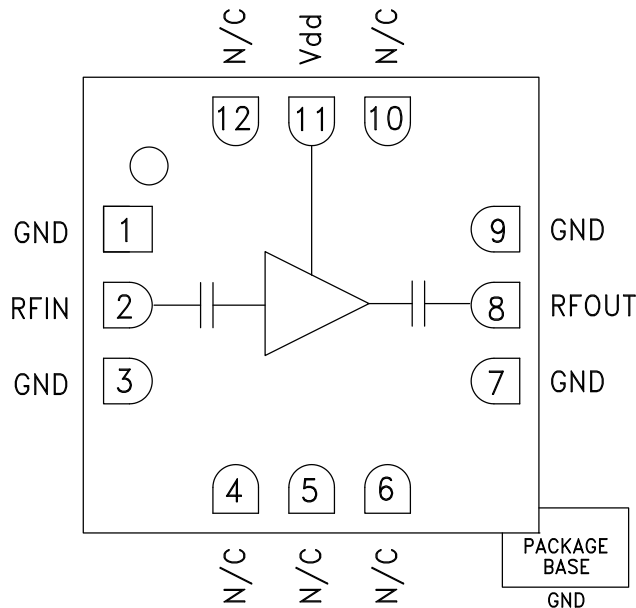 N/C Vdd N/C
12 11 10
GND 1 9 GND
RFIN 2 8 RFOUT
GND 3 7 GND
4 5 6
N/C N/C N/C
PACKAGE
BASE
GND